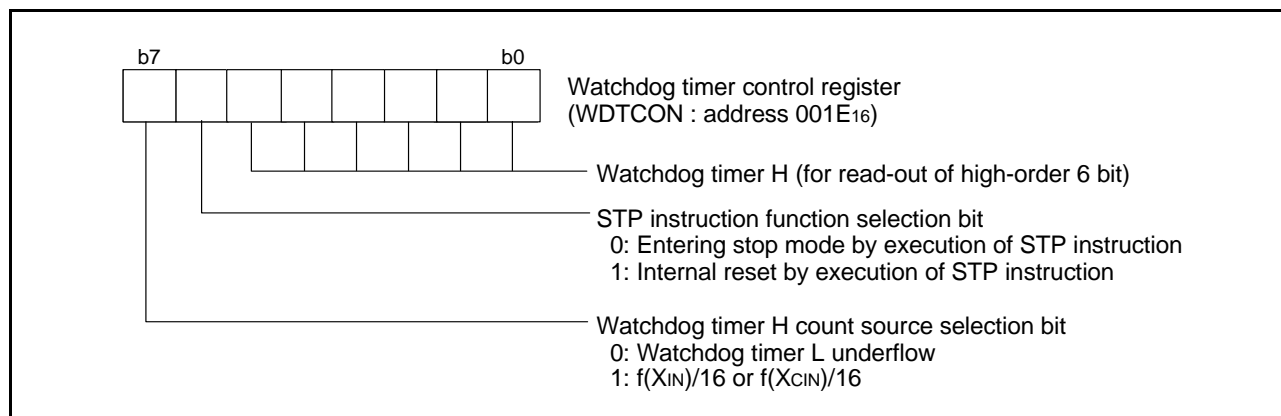 b7 b0
Watchdog timer control register
(WDTCON : address 001E16)
Watchdog timer H (for read-out of high-order 6 bit)
STP instruction function selection bit
0: Entering stop mode by execution of STP instruction
1: Internal reset by execution of STP instruction
Watchdog timer H count source selection bit
0: Watchdog timer L underflow
1: f(XIN)/16 or f(XCIN)/16